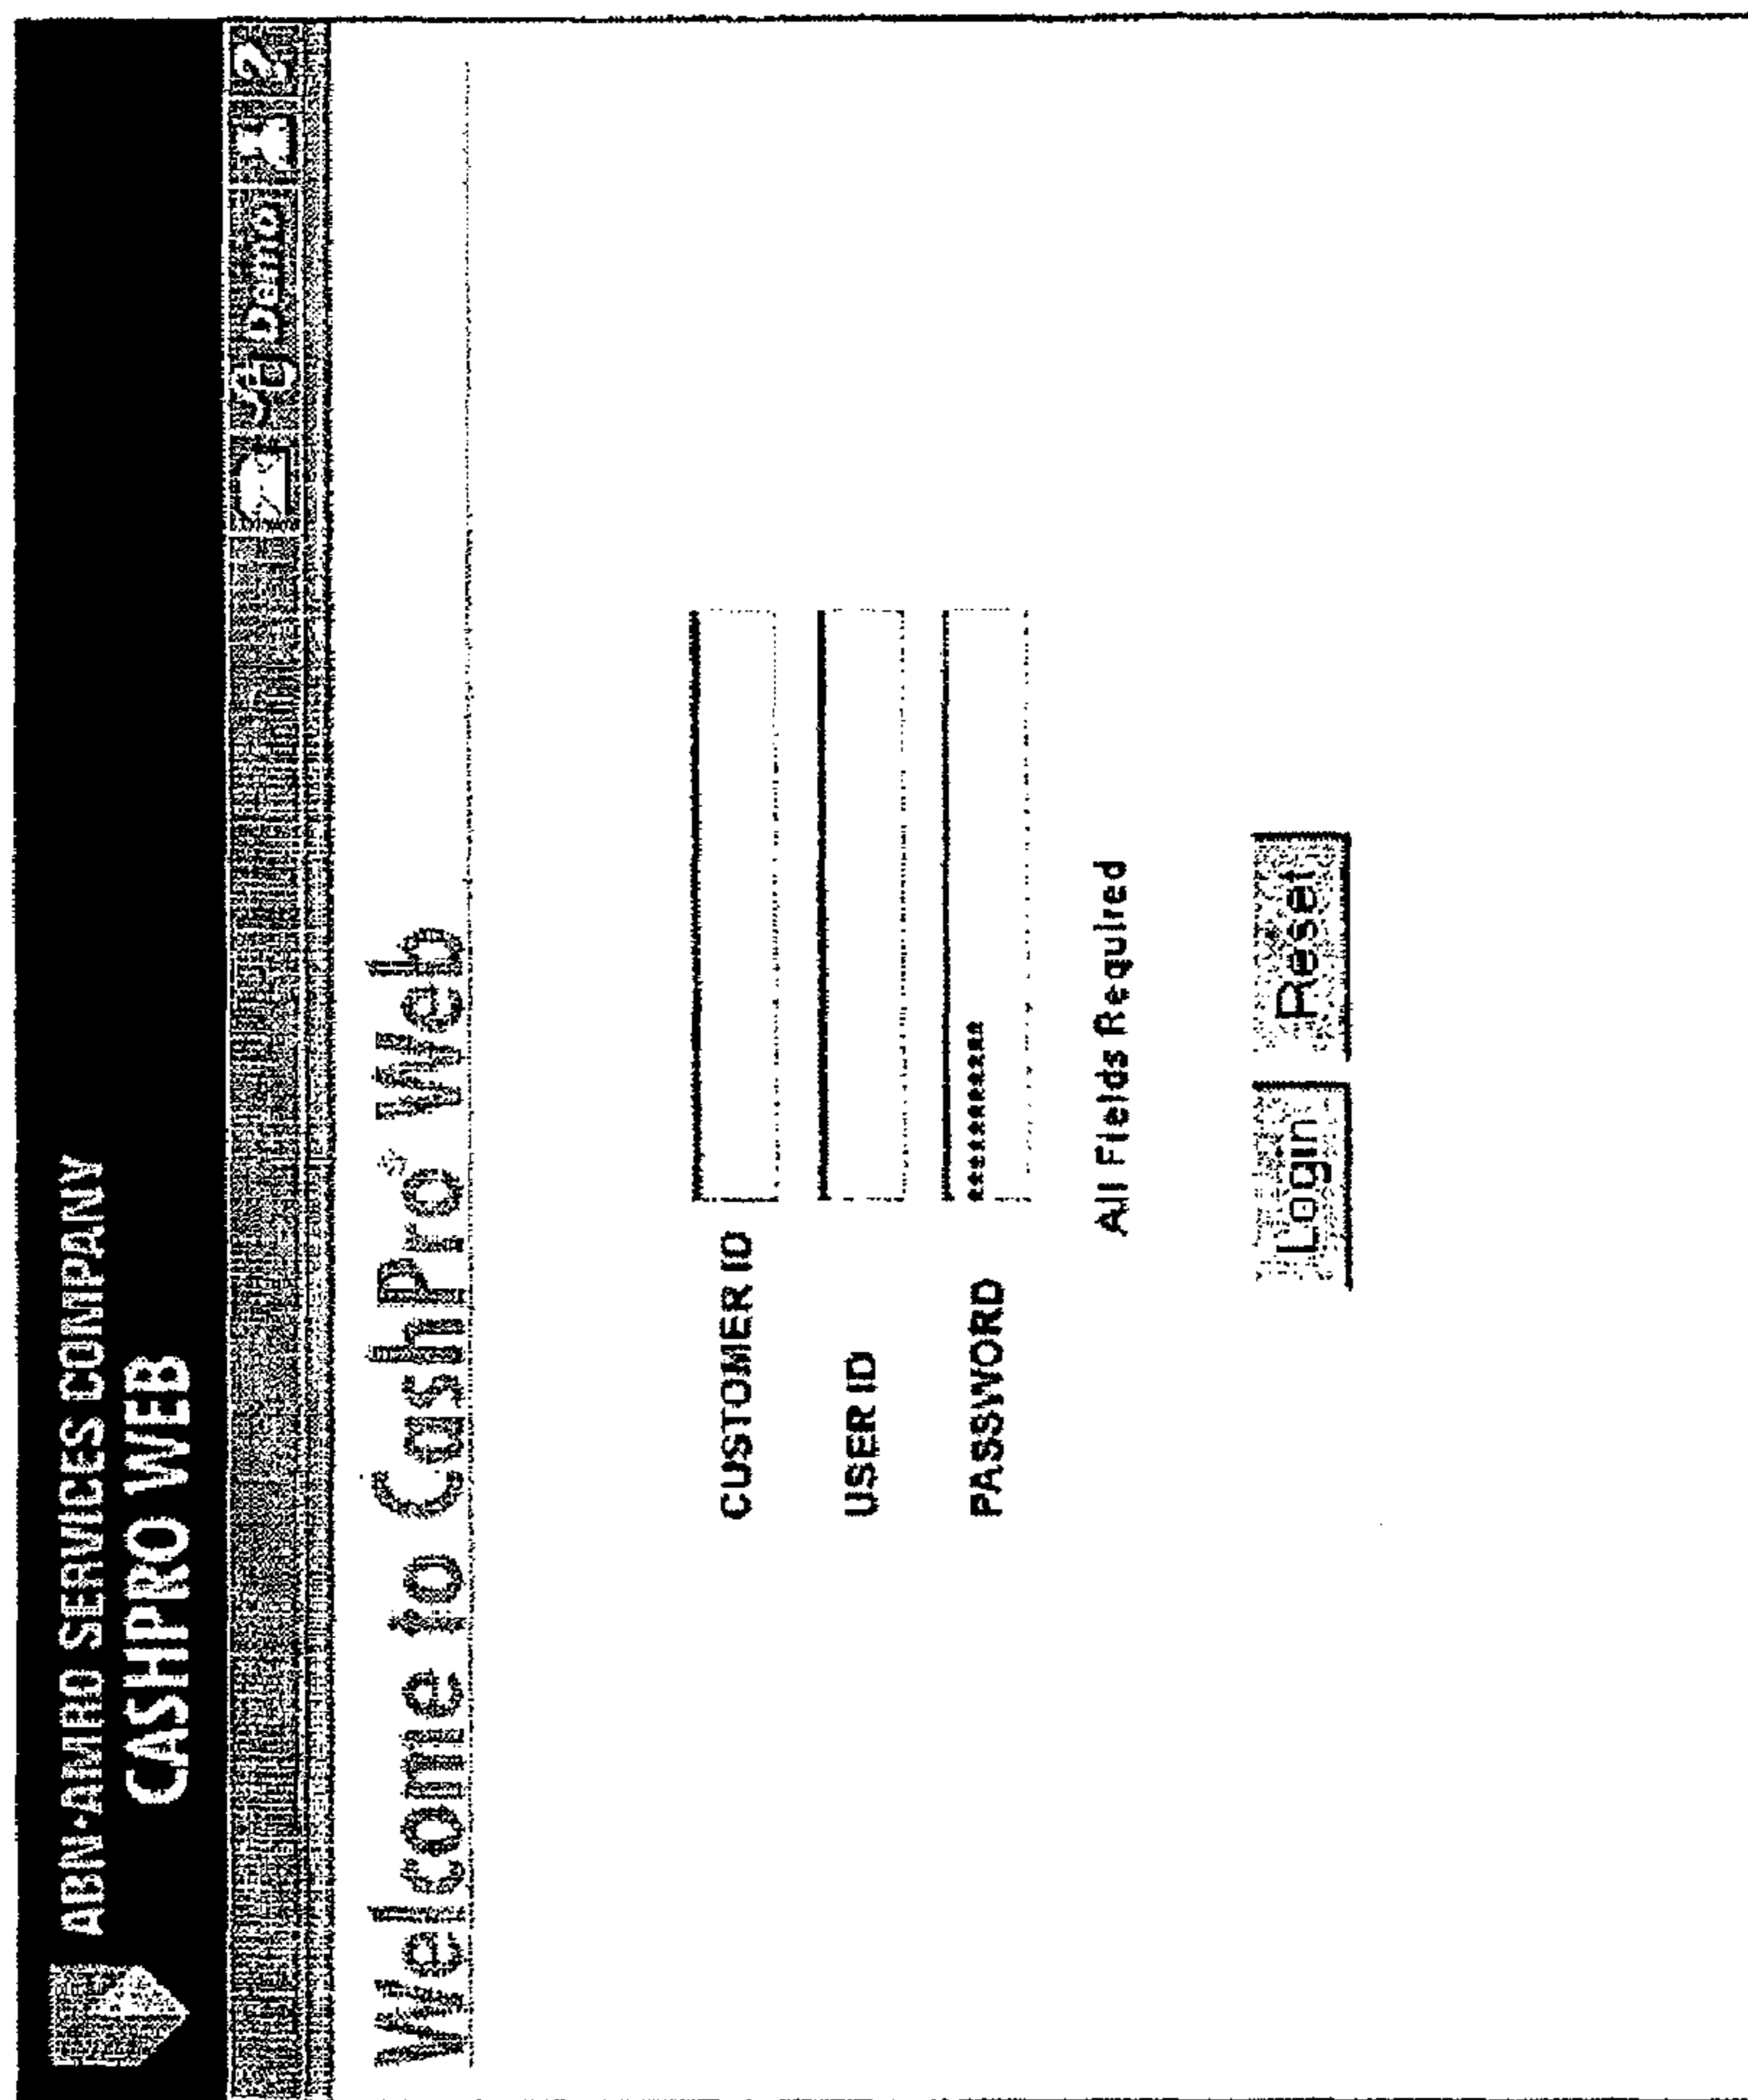 ABN·AMRO SERVICES COMPANY
CASHPRO WEB
Demo
?
Welcome to CashPro® Web
CUSTOMER ID
USER ID
PASSWORD **********
All Fields Required
Login Reset